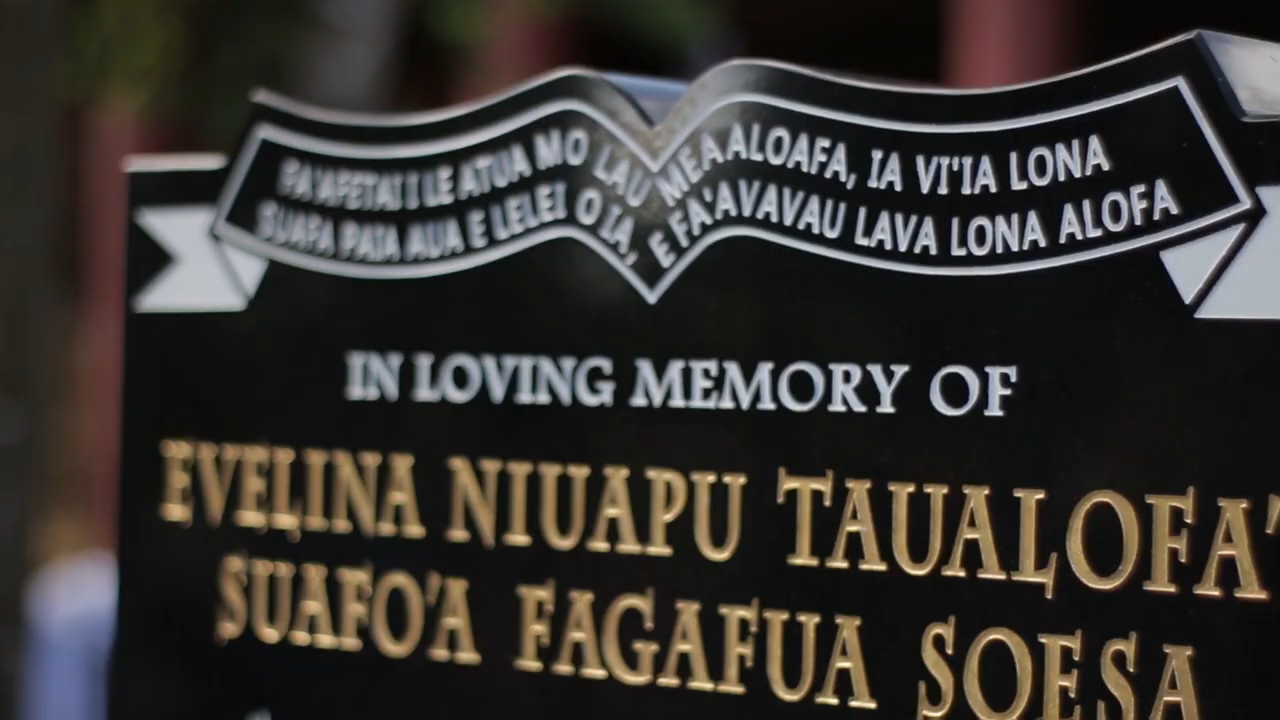 FA'AFETAI I LE ATUA MO LAU MEAALOAFA, IA VI'IA LONA
SUAFA PAIA AUA E LELEI O IA, E FA'AVAVAU LAVA LONA ALOFA
IN LOVING MEMORY OF
EVELINA NIUAPU TAUALOFA'
SUAFO'A FAGAFUA SOESA